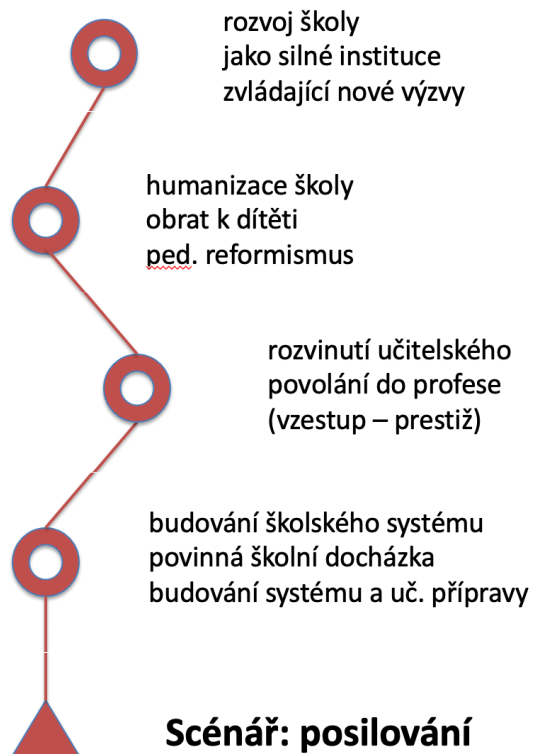 rozvoj školy
jako silné instituce
zvládající nové výzvy
humanizace školy
obrat k dítěti
ped. reformismus
rozvinutí učitelského
povolání do profese
(vzestup – prestiž)
budování školského systému
povinná školní docházka
budování systému a uč. přípravy
Scénář: posilování